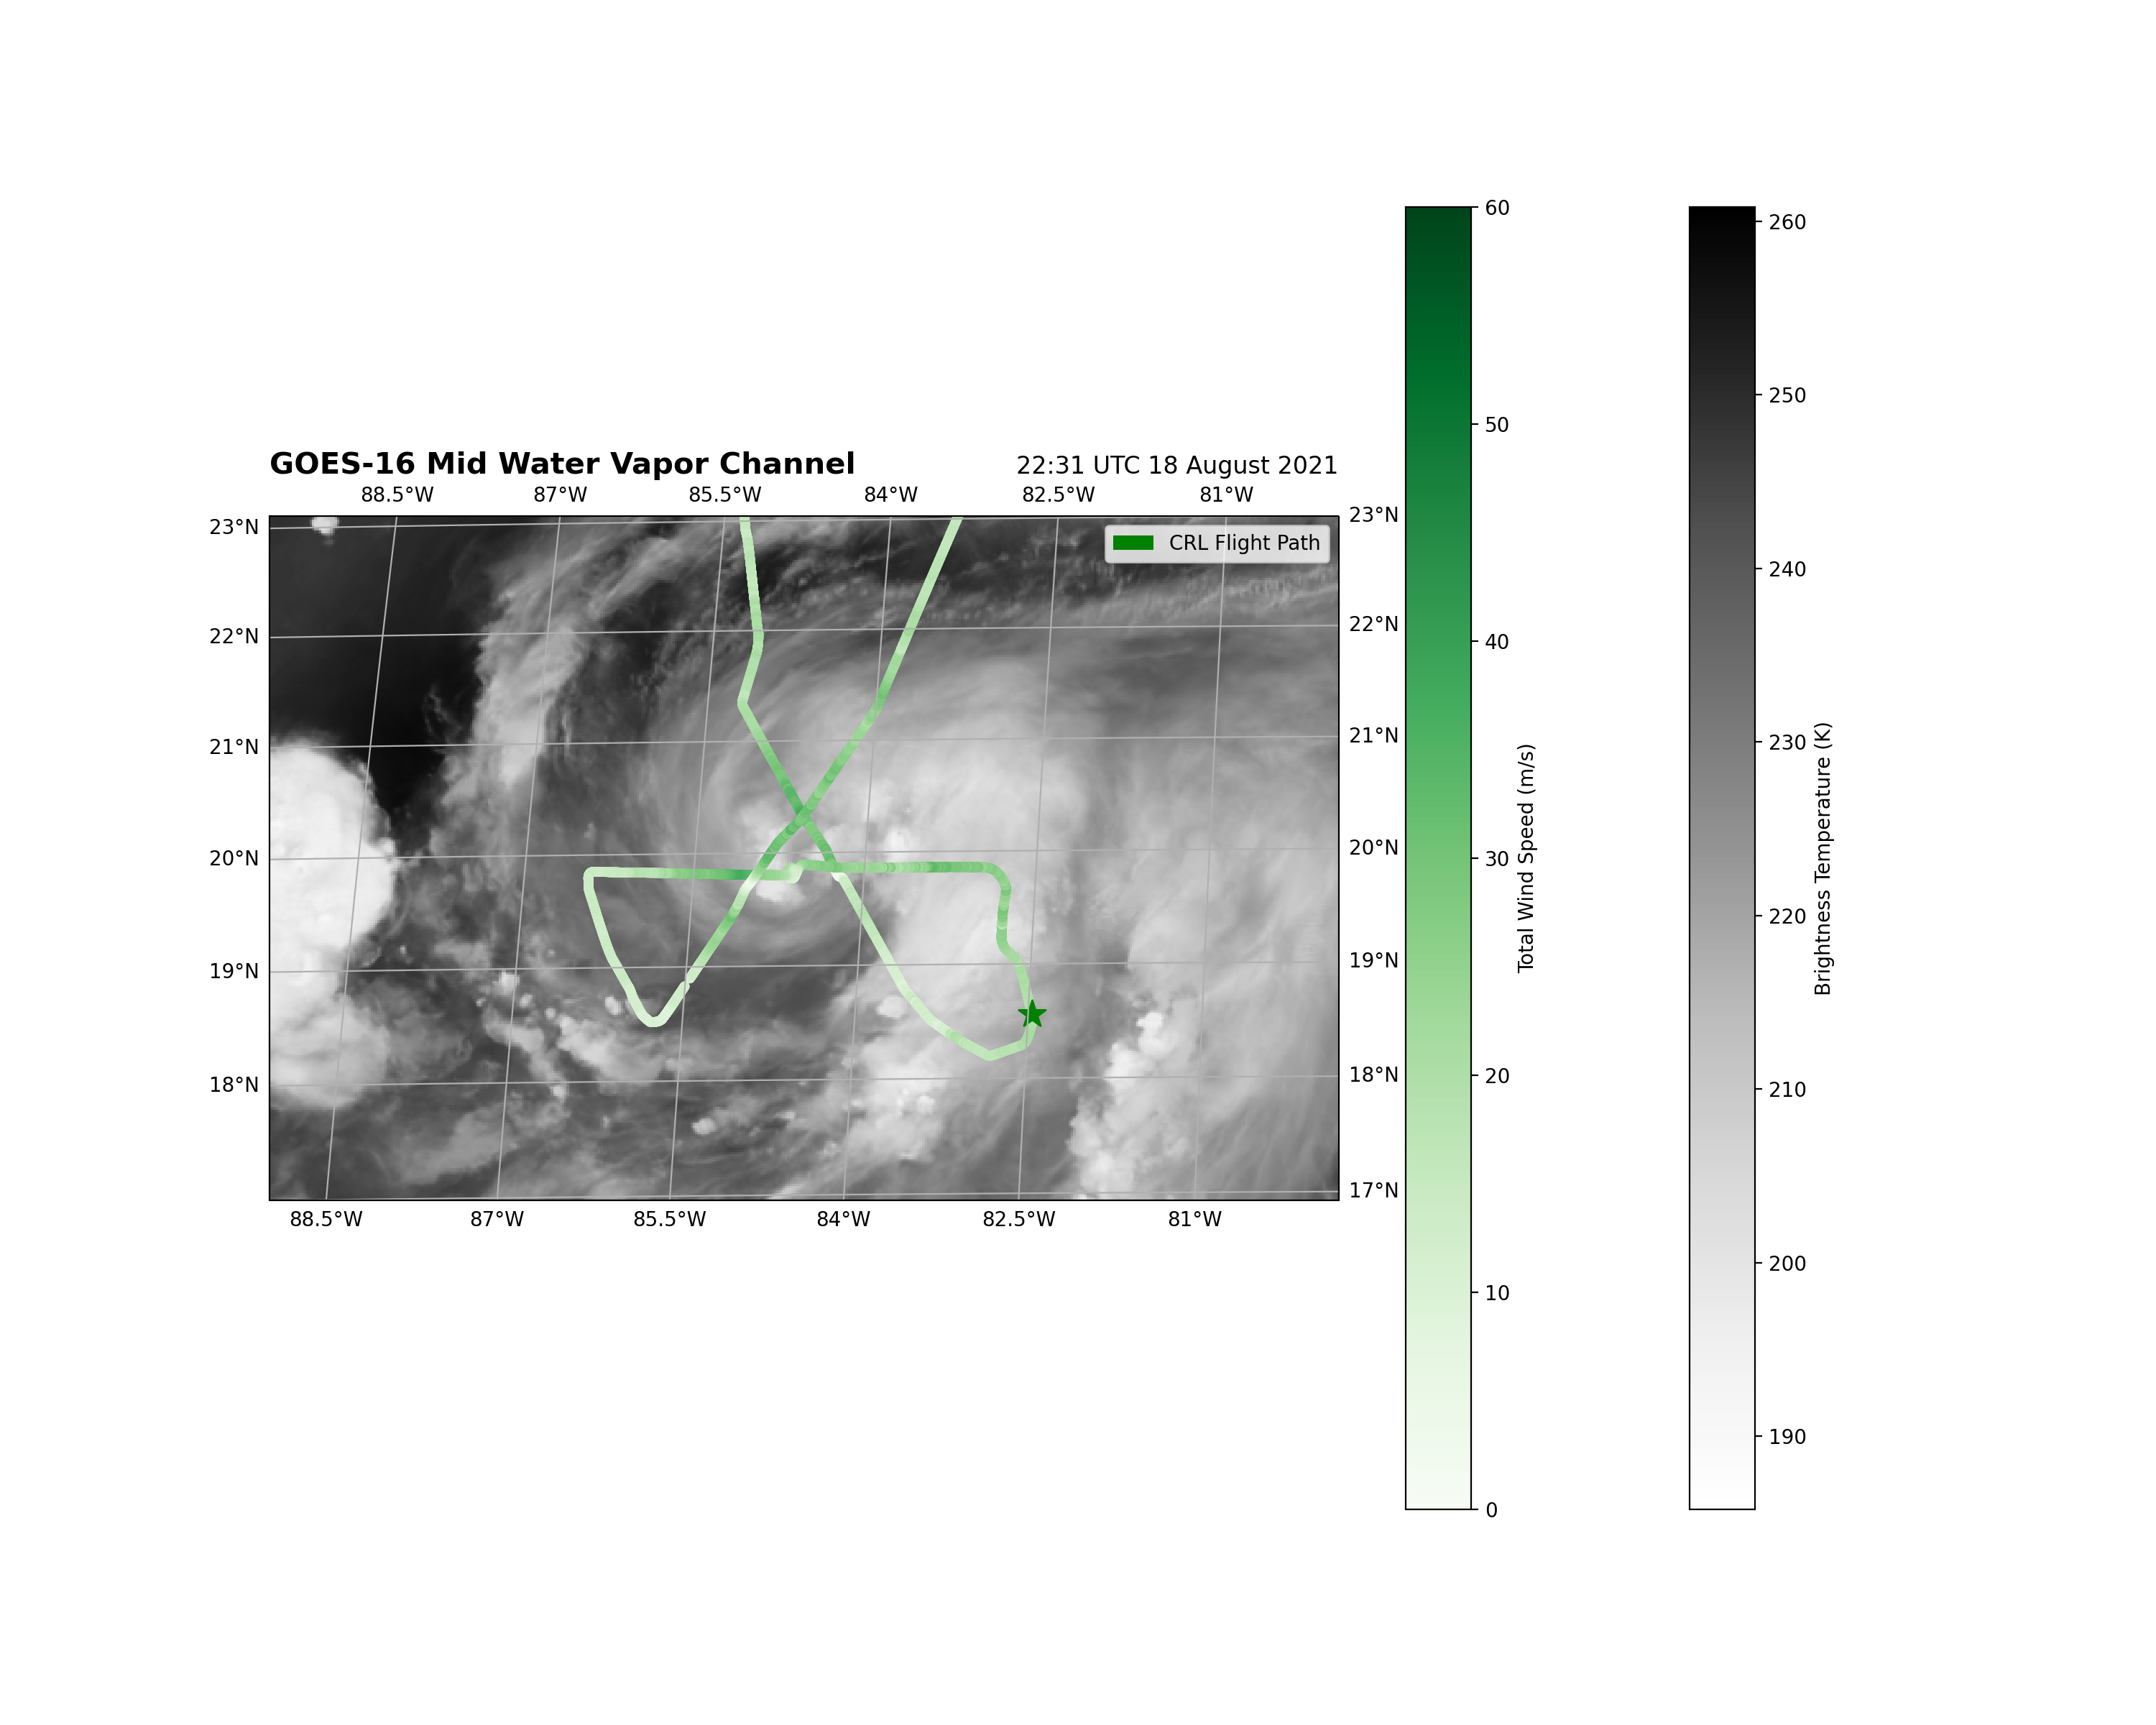 GOES-16 Mid Water Vapor Channel
22:31 UTC 18 August 2021
88.5°W 87°W 85.5°W 84°W 82.5°W 81°W
23°N 23°N
CRL Flight Path
22°N 22°N
21°N 21°N
20°N 20°N
19°N 19°N
18°N 18°N
17°N
88.5°W 87°W 85.5°W 84°W 82.5°W 81°W
60
50
40
30
20
10
0
Total Wind Speed (m/s)
260
250
240
230
220
210
200
190
Brightness Temperature (K)